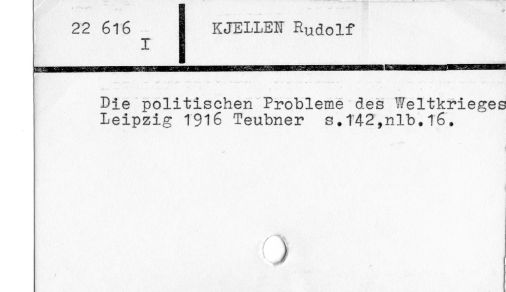 22 616
I
KJELLEN Rudolf
Die politischen Probleme des Weltkrieges
Leipzig 1916 Teubner s.142,nlb.16.